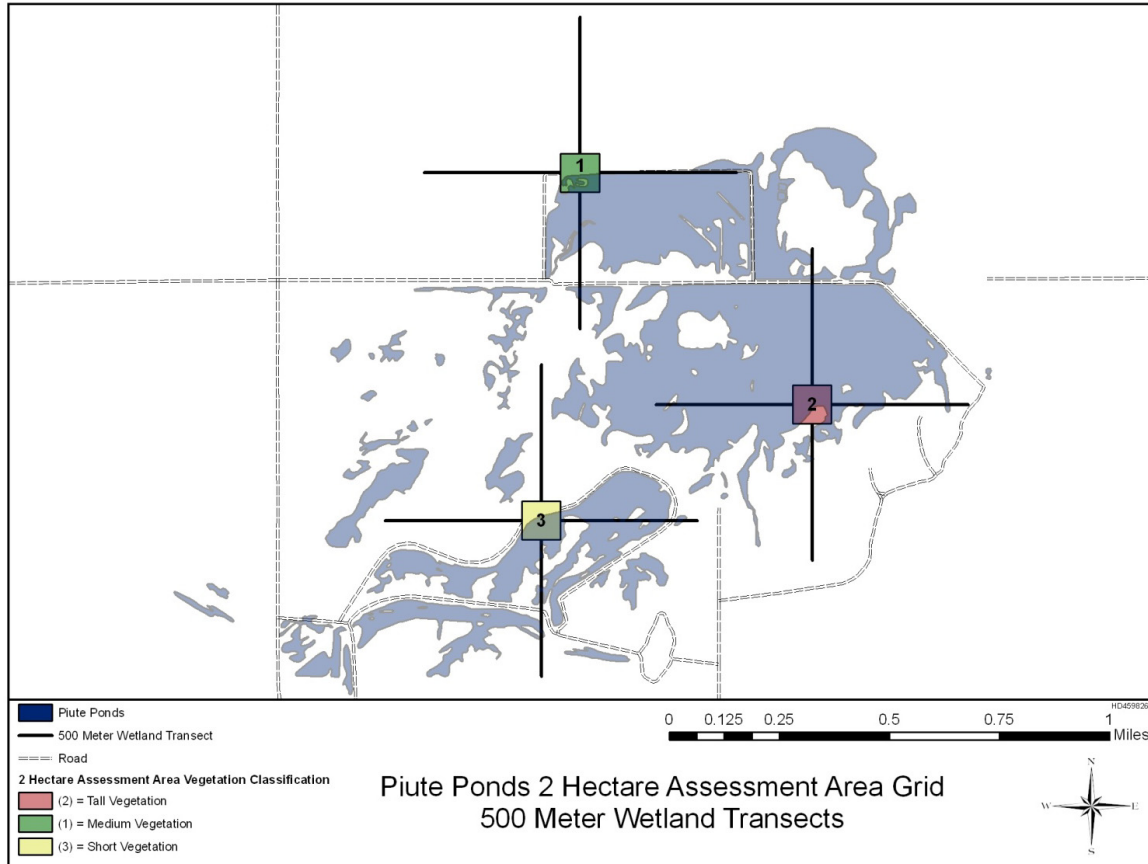 1
2
3
HD459826
Piute Ponds
500 Meter Wetland Transect
Road
2 Hectare Assessment Area Vegetation Classification
(2) = Tall Vegetation
(1) = Medium Vegetation
(3) = Short Vegetation
0 0.125 0.25 0.5 0.75 1
Miles
Piute Ponds 2 Hectare Assessment Area Grid
500 Meter Wetland Transects
N
W E
S